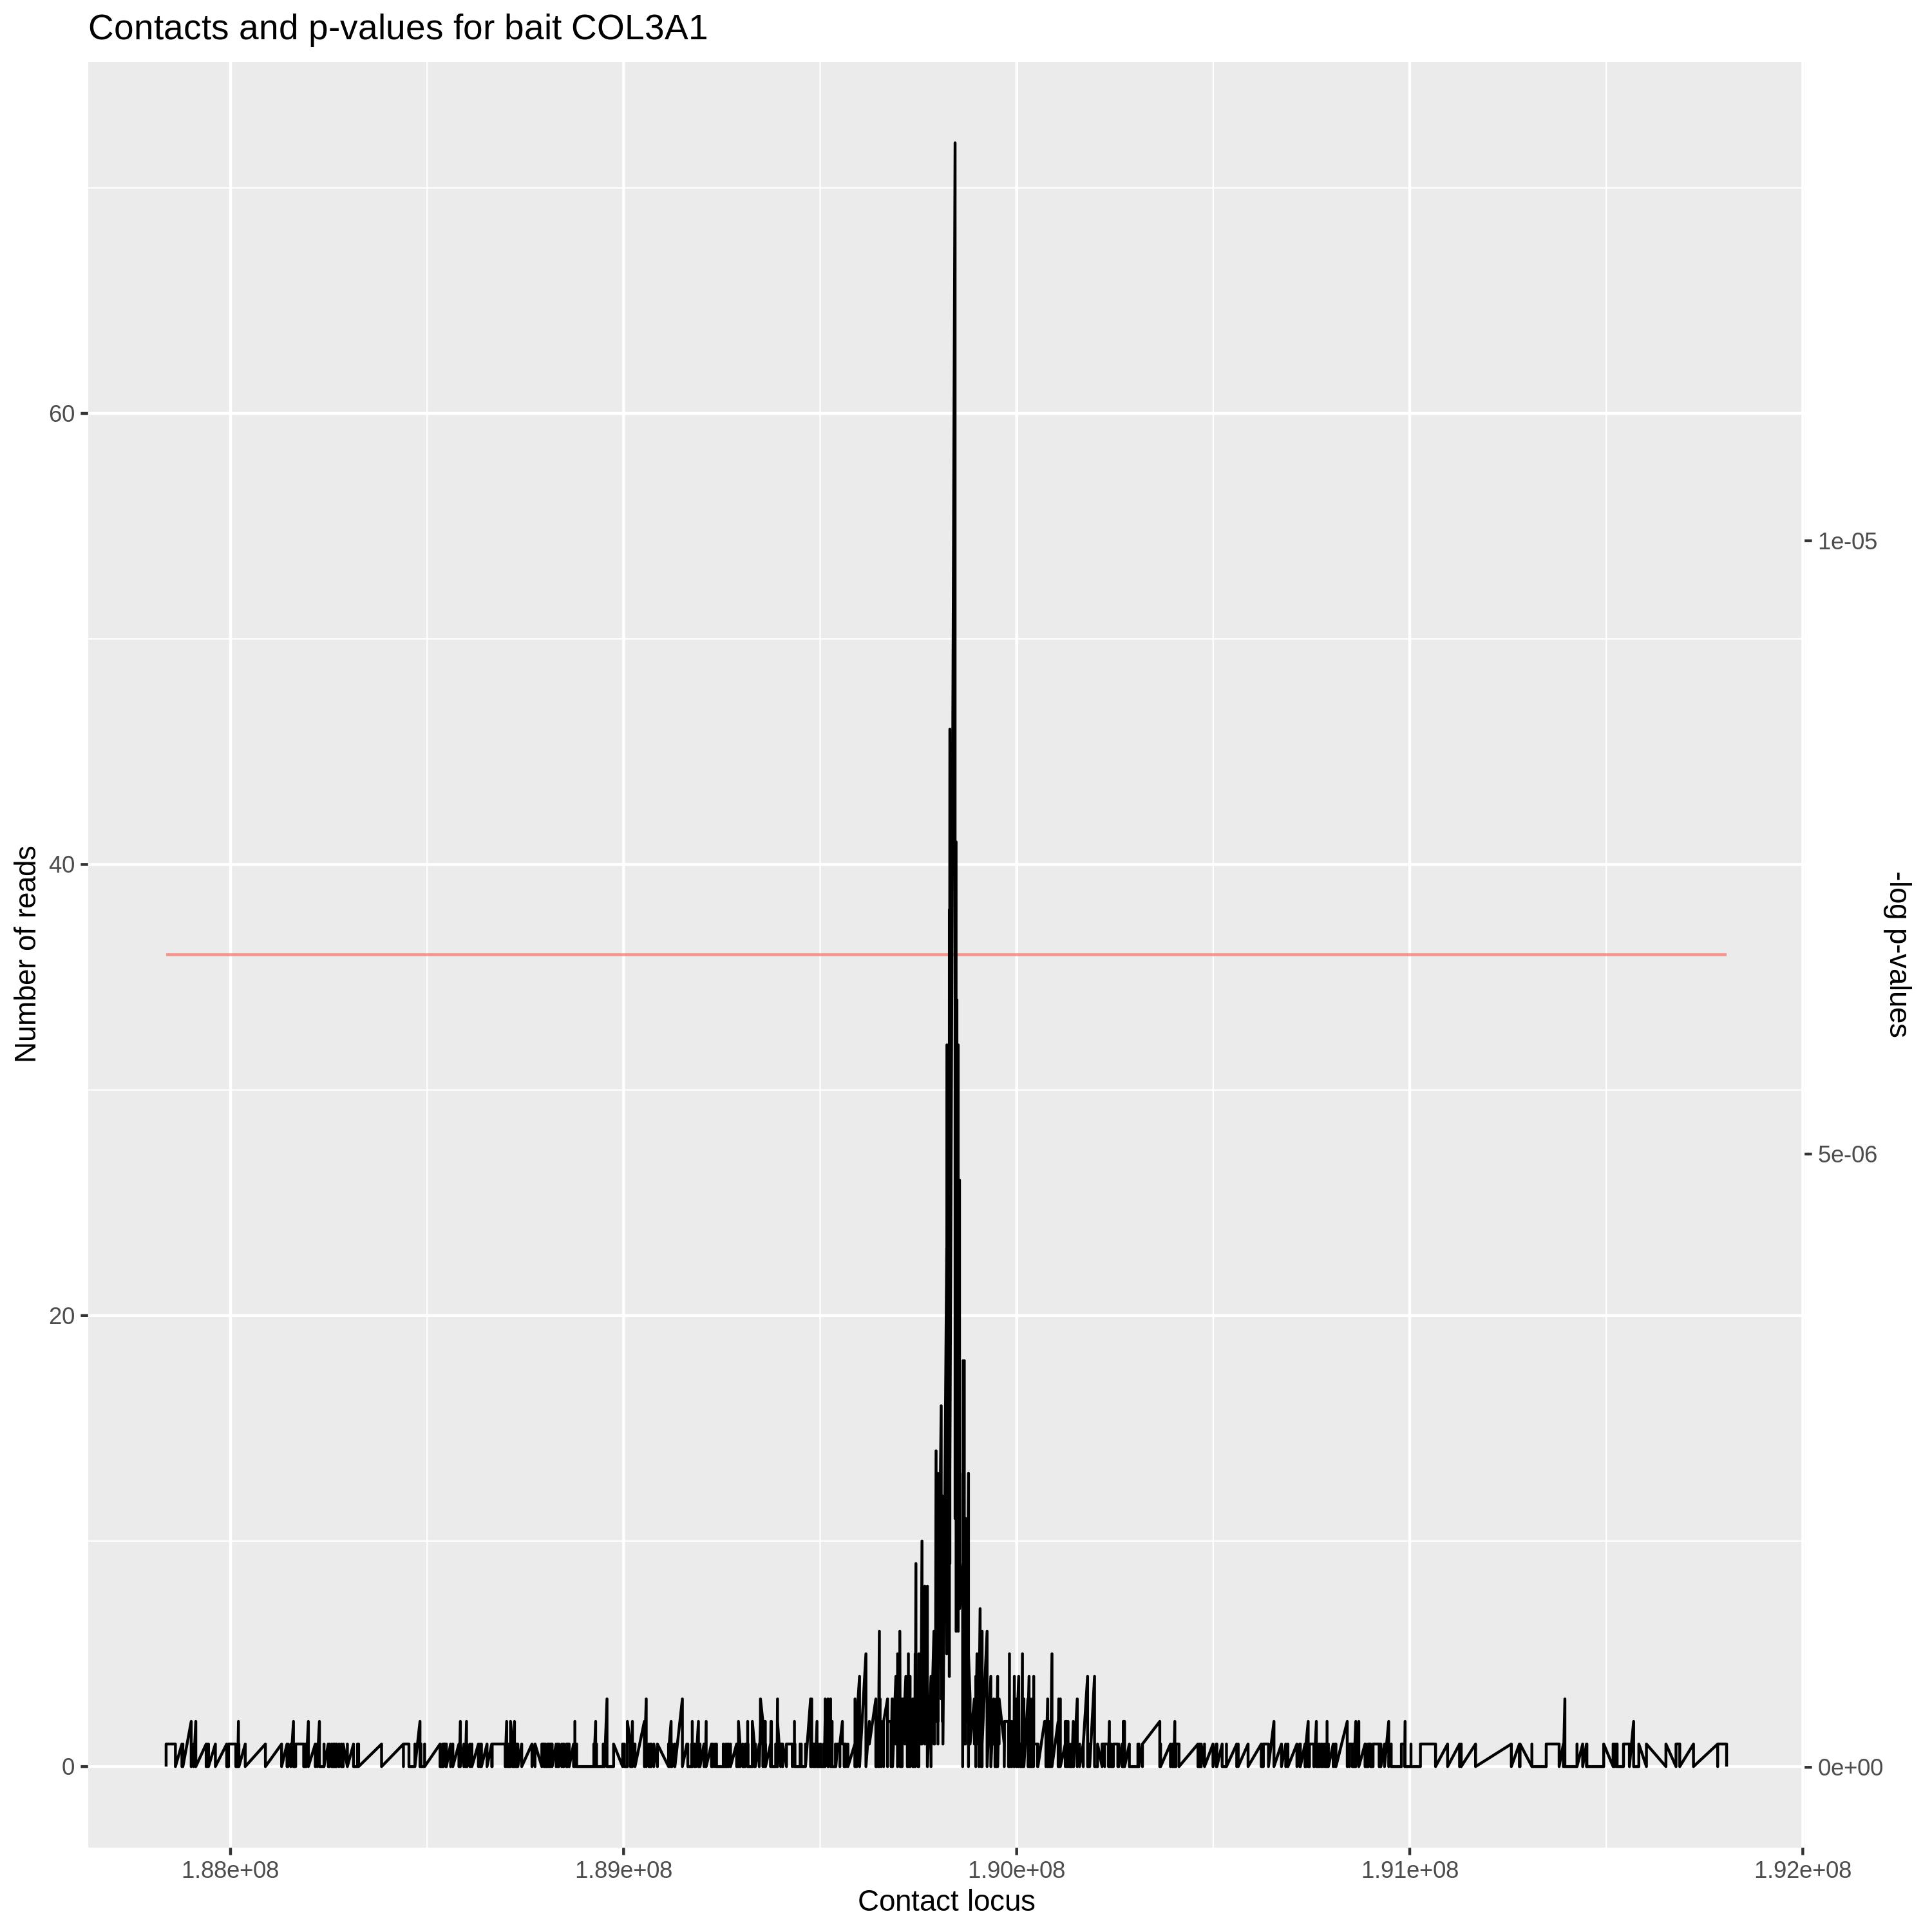 Contacts and p-values for bait COL3A1
Number of reads
60
40
20
0
1e-05
5e-06
0e+00
-log p-values
1.88e+08
1.89e+08
1.90e+08
1.91e+08
1.92e+08
Contact locus